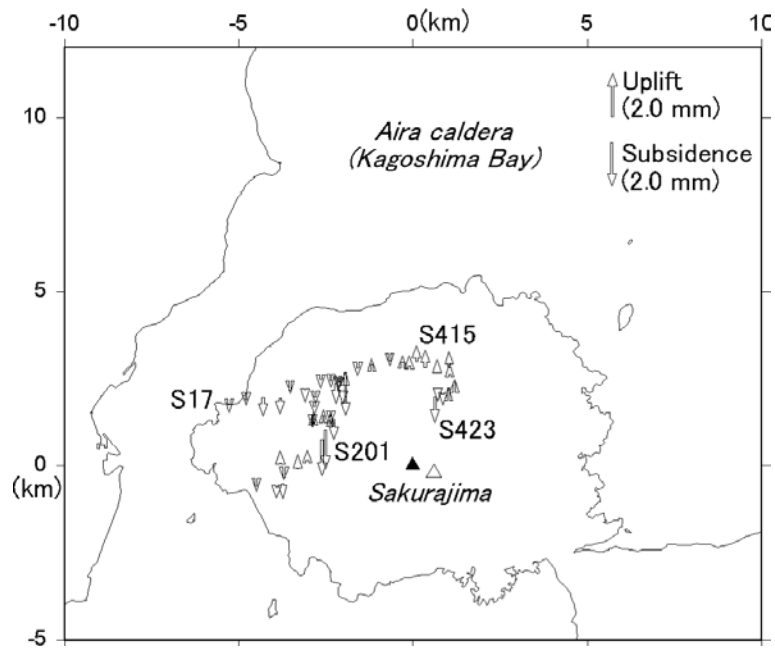 -10 -5 0(km) 5 10
Uplift
(2.0 mm)
10
Aira caldera
(Kagoshima Bay)
Subsidence
(2.0 mm)
5
S415
S17
S423
S201
0
(km)
Sakurajima
-5